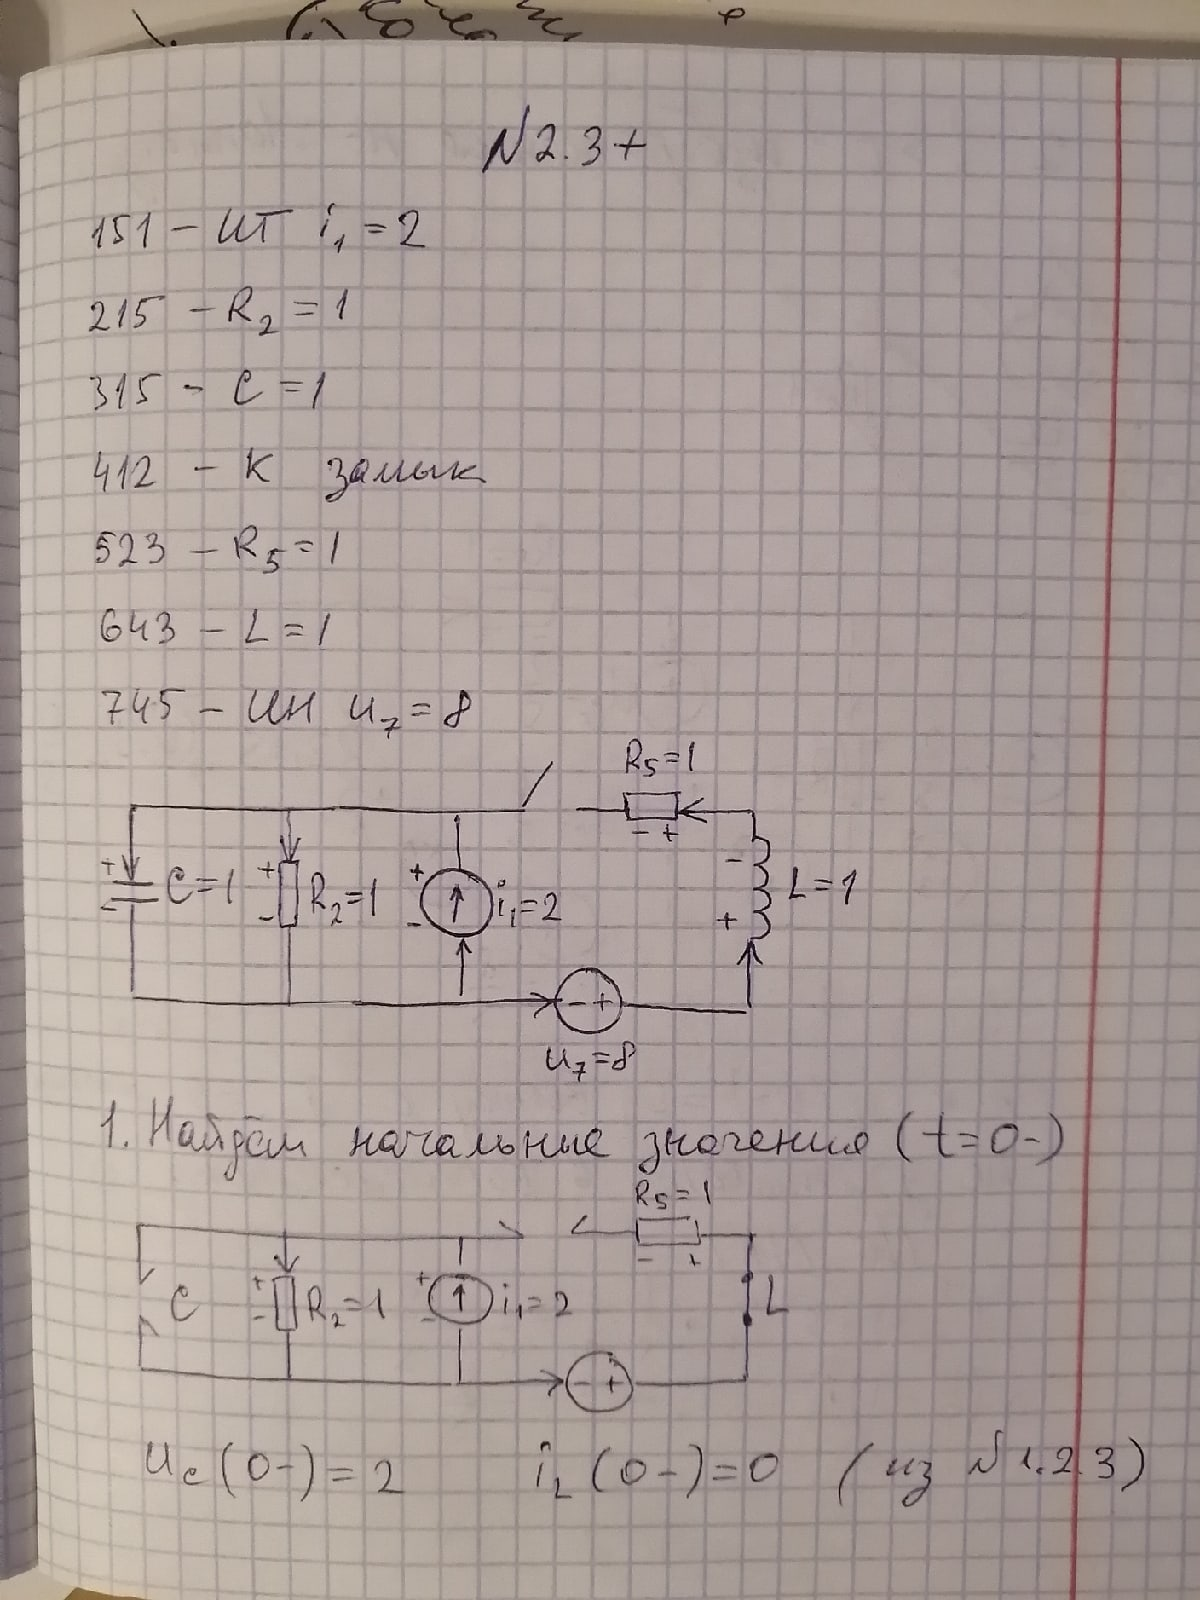 N2.3+
151 - ИТ i₁ = 2
215 - R₂ = 1
315 - C = 1
412 - К замык
523 - R₅ = 1
643 - L = 1
745 - ИН u₇ = 8
R₅=1
- +
+ - C=1 + - R₂=1 + - i₁=2 - + L=1
- +
u₇=8
1. Найдём начальные значения (t=0-)
R₅=1
- +
+ - C + - R₂=1 + - i₁=2 L
- +
u_c(0-)=2 i_L(0-)=0 (из N1.2.3)